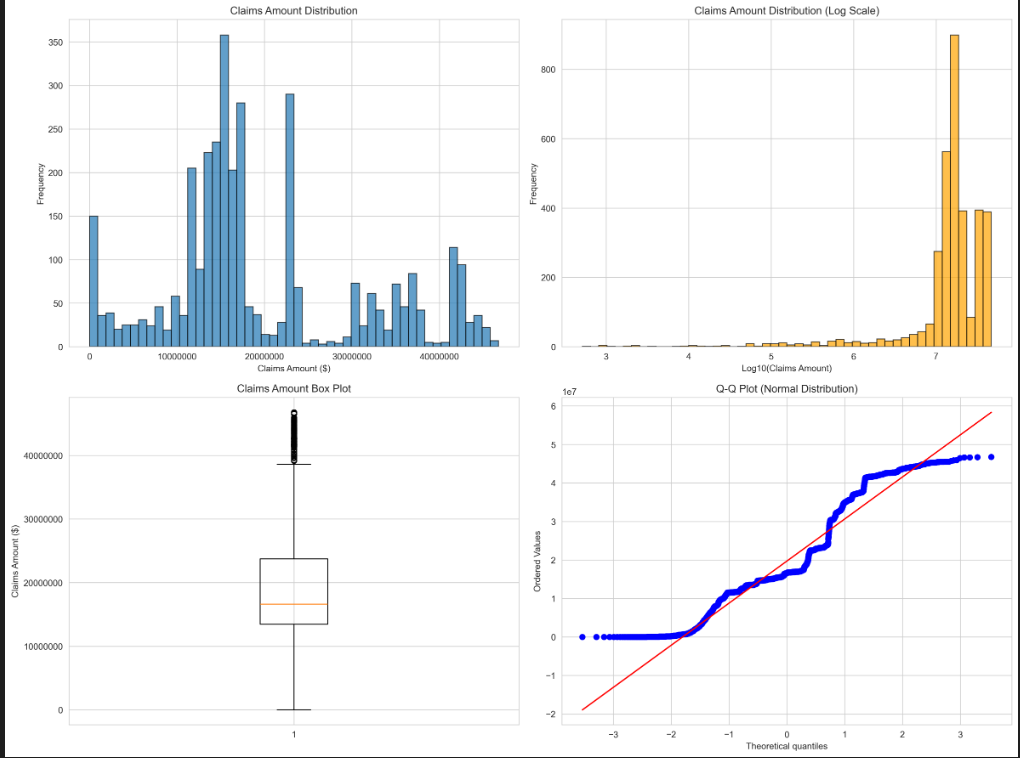 Claims Amount Distribution
Frequency
350
300
250
200
150
100
50
0
0 10000000 20000000 30000000 40000000
Claims Amount ($)
Claims Amount Distribution (Log Scale)
Frequency
800
600
400
200
0
3 4 5 6 7
Log10(Claims Amount)
Claims Amount Box Plot
Claims Amount ($)
40000000
30000000
20000000
10000000
0
1
Q-Q Plot (Normal Distribution)
1e7
Ordered Values
6
5
4
3
2
1
0
−1
−2
−3 −2 −1 0 1 2 3
Theoretical quantiles